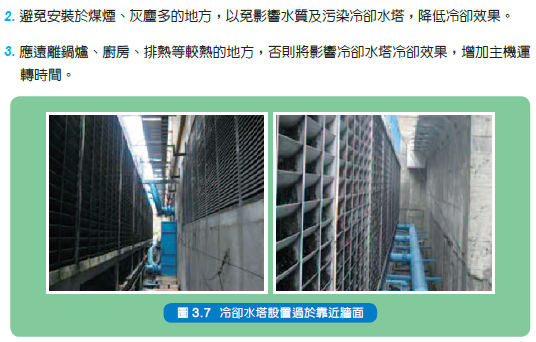 2. 避免安裝於煤煙、灰塵多的地方，以免影響水質及污染冷卻水塔，降低冷卻效果。
3. 應遠離鍋爐、廚房、排熱等較熱的地方，否則將影響冷卻水塔冷卻效果，增加主機運
轉時間。
圖 3.7 冷卻水塔設置過於靠近牆面